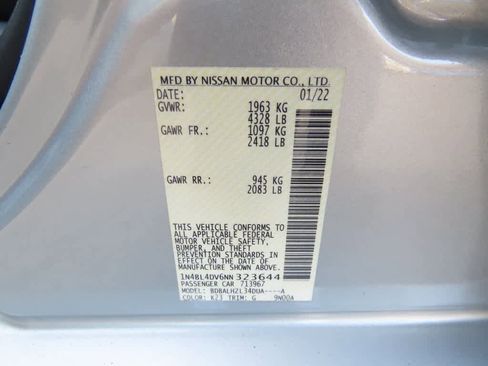 MFD BY NISSAN MOTOR CO., LTD.
DATE: 01/22
GVWR: 1963 KG
4328 LB
GAWR FR.: 1097 KG
2418 LB
GAWR RR.: 945 KG
2083 LB
THIS VEHICLE CONFORMS TO
ALL APPLICABLE FEDERAL
MOTOR VEHICLE SAFETY,
BUMPER, AND THEFT
PREVENTION STANDARDS IN
EFFECT ON THE DATE OF
MANUFACTURE SHOWN ABOVE.
1N4BL4DV6NN 323644
PASSENGER CAR 713967
MODEL: BDBALHZL34DUA----A
COLOR: K23 TRIM: G 9N00A